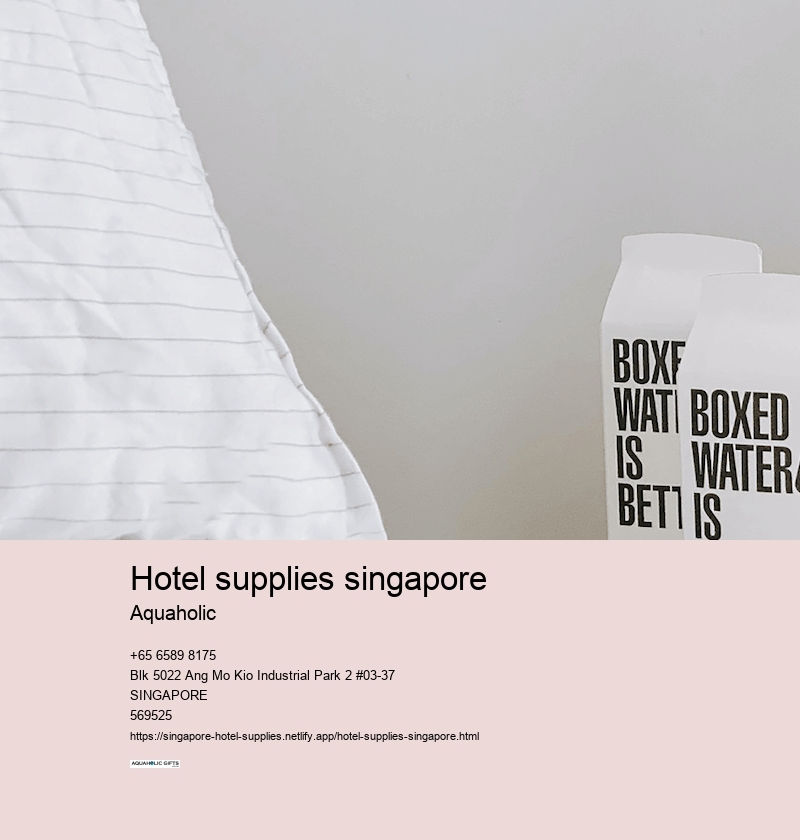 BOXE
WAT
IS
BETT
BOXED
WATER
IS
Hotel supplies singapore
Aquaholic
+65 6589 8175
Blk 5022 Ang Mo Kio Industrial Park 2 #03-37
SINGAPORE
569525
https://singapore-hotel-supplies.netlify.app/hotel-supplies-singapore.html
AQUAHOLIC GIFTS